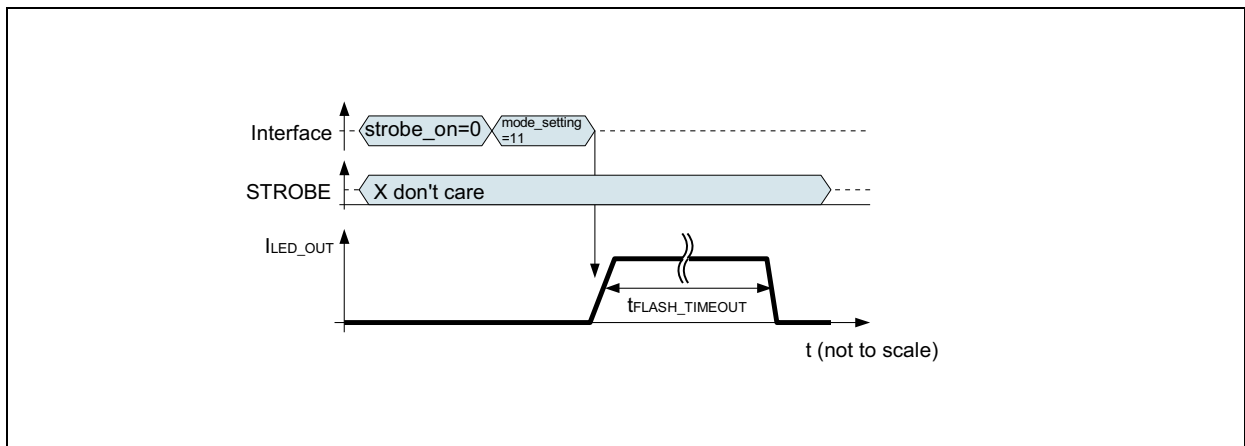 Interface
strobe_on=0
mode_setting
=11
STROBE
X don't care
ILED_OUT
tFLASH_TIMEOUT
t (not to scale)